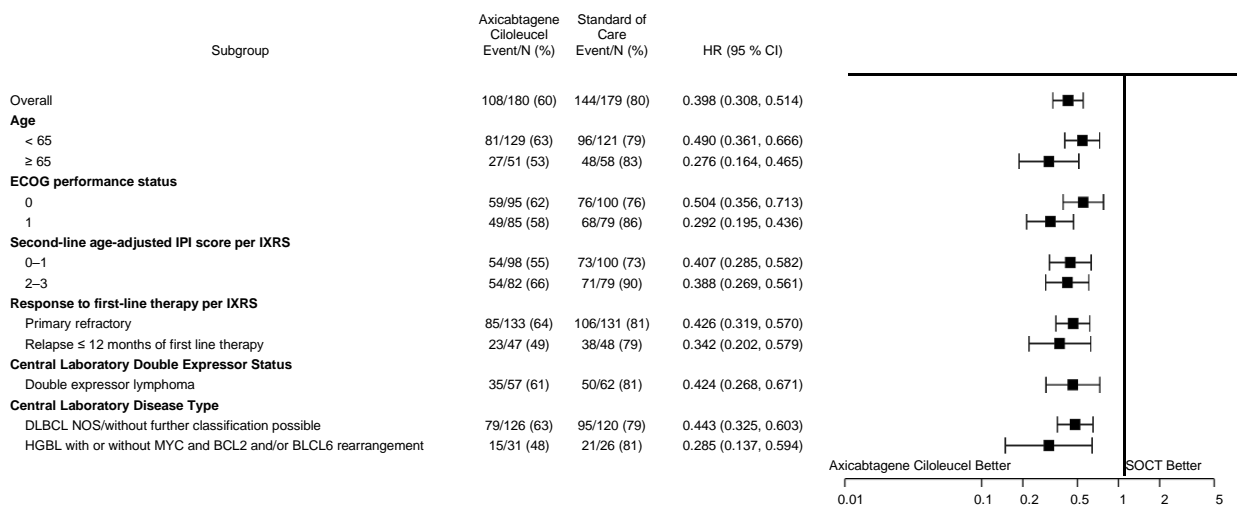 Subgroup Axicabtagene Ciloleucel Event/N (%) Standard of Care Event/N (%) HR (95 % CI)
Overall 108/180 (60) 144/179 (80) 0.398 (0.308, 0.514)
Age
< 65 81/129 (63) 96/121 (79) 0.490 (0.361, 0.666)
≥ 65 27/51 (53) 48/58 (83) 0.276 (0.164, 0.465)
ECOG performance status
0 59/95 (62) 76/100 (76) 0.504 (0.356, 0.713)
1 49/85 (58) 68/79 (86) 0.292 (0.195, 0.436)
Second-line age-adjusted IPI score per IXRS
0–1 54/98 (55) 73/100 (73) 0.407 (0.285, 0.582)
2–3 54/82 (66) 71/79 (90) 0.388 (0.269, 0.561)
Response to first-line therapy per IXRS
Primary refractory 85/133 (64) 106/131 (81) 0.426 (0.319, 0.570)
Relapse ≤ 12 months of first line therapy 23/47 (49) 38/48 (79) 0.342 (0.202, 0.579)
Central Laboratory Double Expressor Status
Double expressor lymphoma 35/57 (61) 50/62 (81) 0.424 (0.268, 0.671)
Central Laboratory Disease Type
DLBCL NOS/without further classification possible 79/126 (63) 95/120 (79) 0.443 (0.325, 0.603)
HGBL with or without MYC and BCL2 and/or BLCL6 rearrangement 15/31 (48) 21/26 (81) 0.285 (0.137, 0.594)
Axicabtagene Ciloleucel Better SOCT Better
0.01 0.1 0.2 0.5 1 2 5